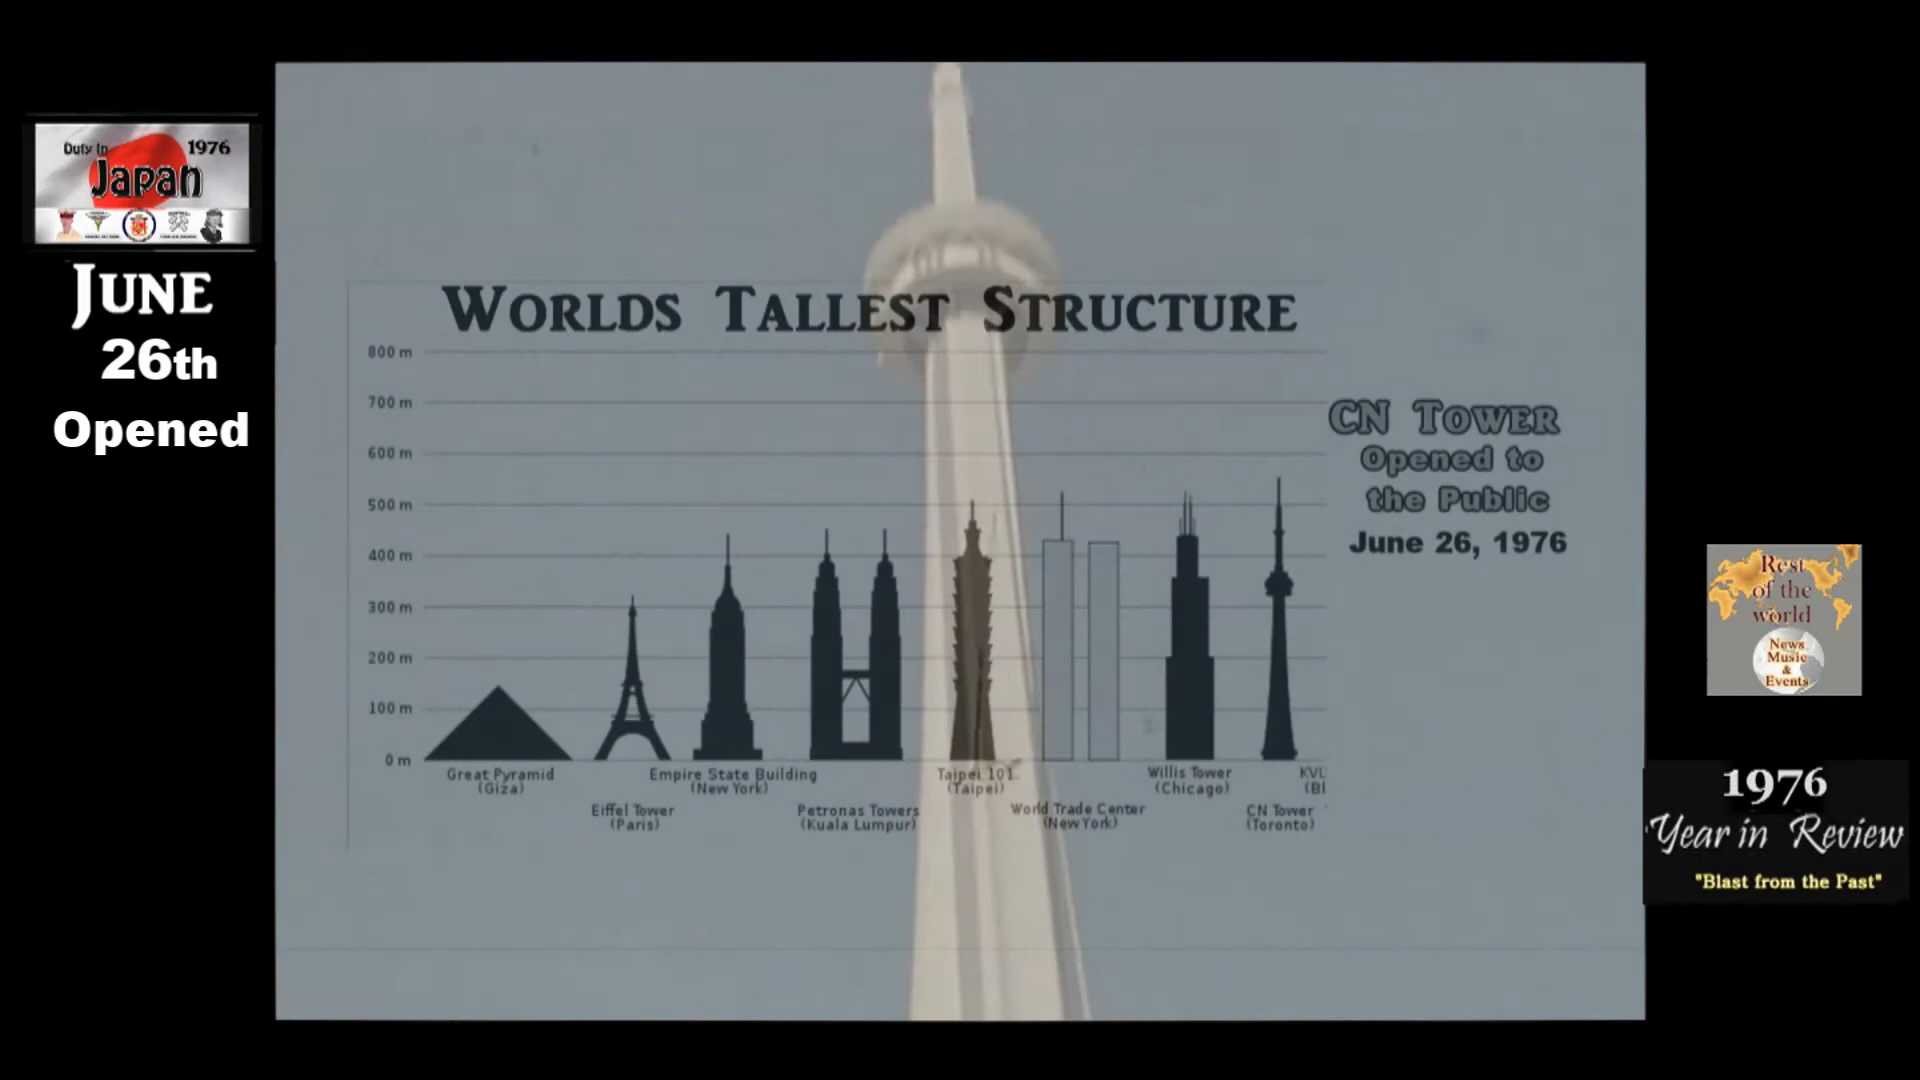 Duty In 1976
Japan
JUNE
26th
Opened
WORLDS TALLEST STRUCTURE
800 m
700 m
600 m
500 m
400 m
300 m
200 m
100 m
0 m
Great Pyramid
(Giza)
Eiffel Tower
(Paris)
Empire State Building
(New York)
Petronas Towers
(Kuala Lumpur)
Taipei 101
(Taipei)
World Trade Center
(New York)
Willis Tower
(Chicago)
CN Tower
(Toronto)
KVL
(Bl
CN TOWER
Opened to
the Public
June 26, 1976
Rest
of the
world
News
Music
&
Events
1976
Year in Review
"Blast from the Past"